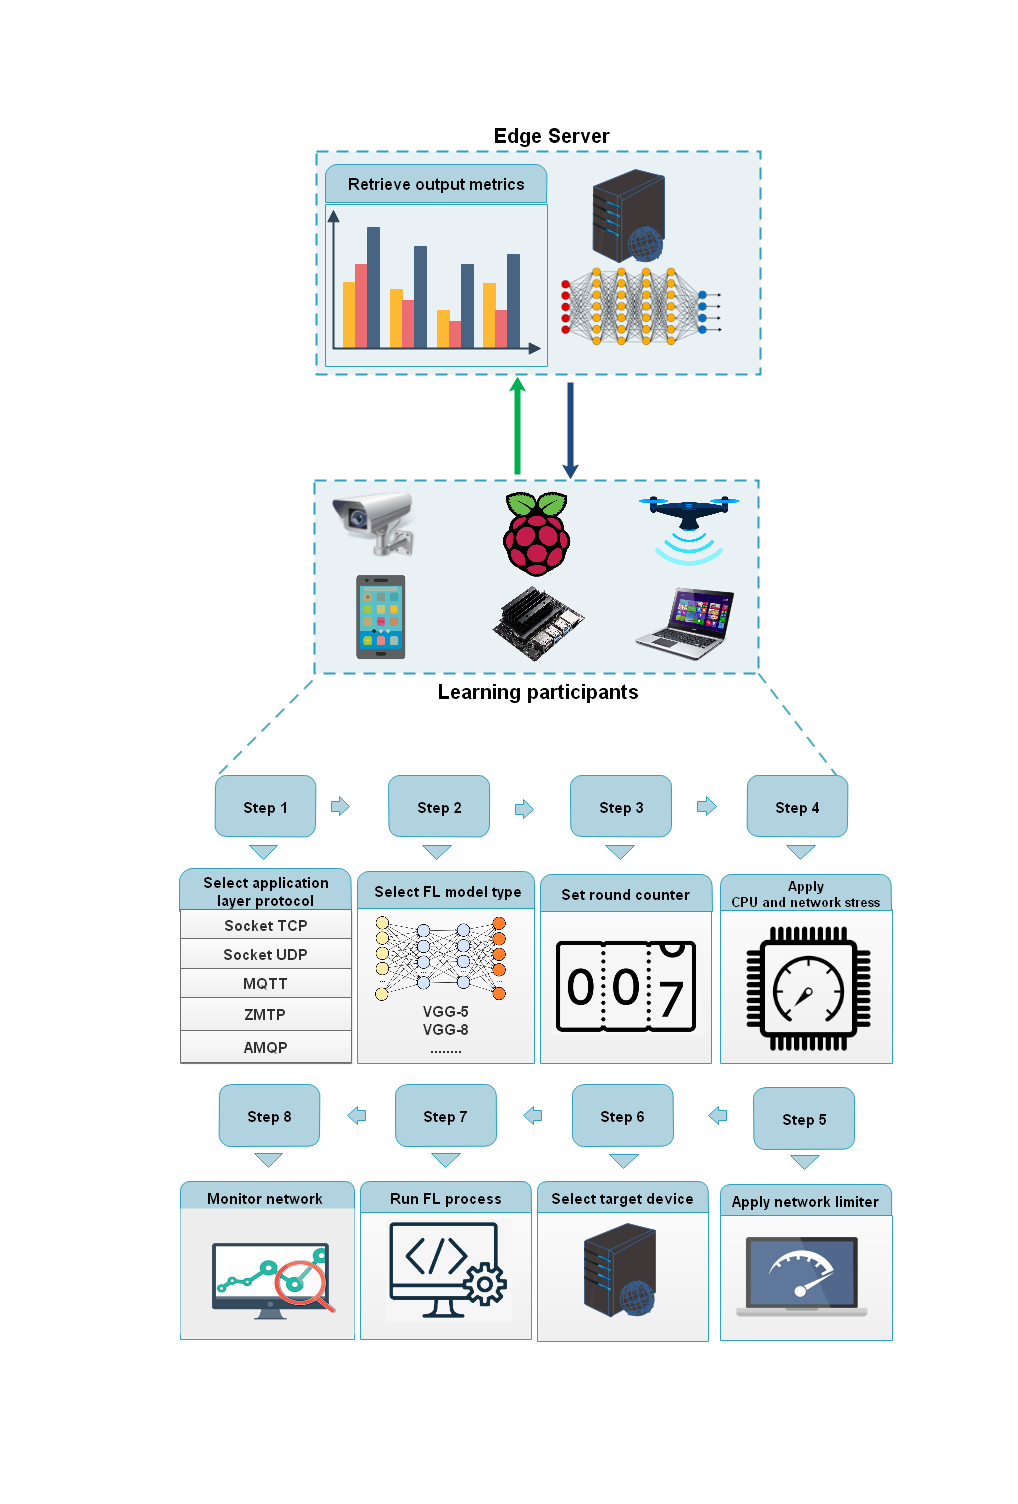 Edge Server
Retrieve output metrics
Learning participants
Step 1
Step 2
Step 3
Step 4
Select application
layer protocol
Socket TCP
Socket UDP
MQTT
ZMTP
AMQP
Select FL model type
VGG-5
VGG-8
........
Set round counter
007
Apply
CPU and network stress
Step 8
Step 7
Step 6
Step 5
Monitor network
Run FL process
</>
Select target device
Apply network limiter